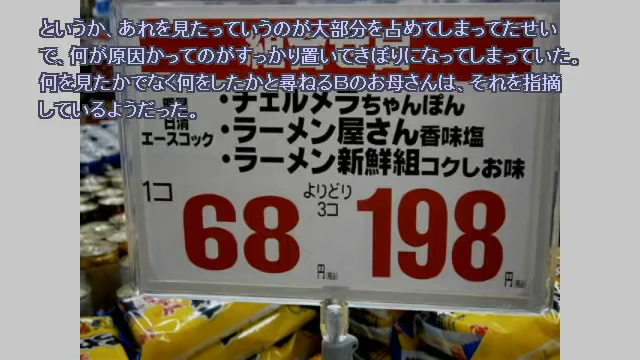 というか、あれを見たっていうのが大部分を占めてしまってたせい
で、何が原因かってのがすっかり置いてきぼりになってしまっていた。
何を見たかでなく何をしたかと尋ねるＢのお母さんは、それを指摘
しているようだった。
・チェルメラちゃんぽん
日清
・ラーメン屋さん香味塩
エースコック
・ラーメン新鮮組コクしお味
1コ
68
円(税込)
よりどり
3コ
198
円(税込)